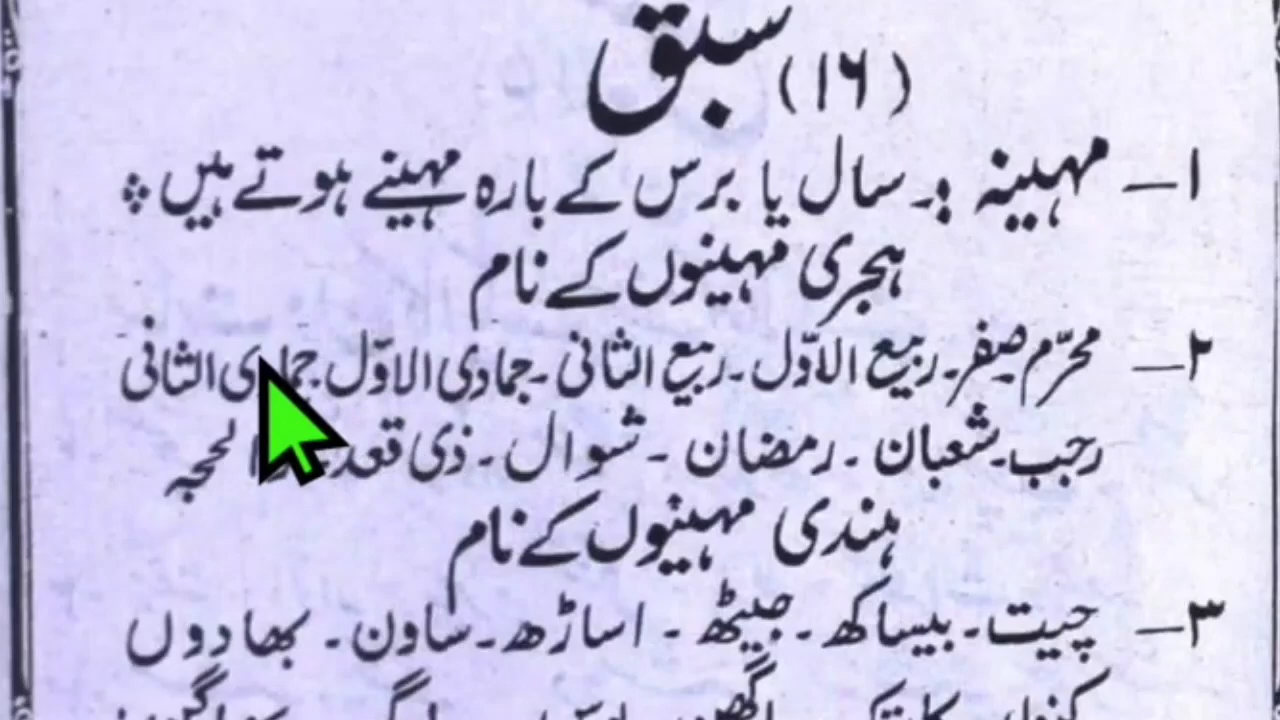 سبق (۱۶)
۱— مہینہ :۔ سال یا برس کے بارہ مہینے ہوتے ہیں
ہجری مہینوں کے نام
۲— محرّم۔صفر۔ربیع الاوّل۔ربیع الثانی۔جمادی الاوّل۔جمادی الثانی
رجب۔شعبان۔رمضان۔شوال۔ذی قعد الحجہ
ہندی مہینوں کے نام
۳— چیت۔بیساکھ۔جیٹھ۔اساڑھ۔ساون۔بھادوں